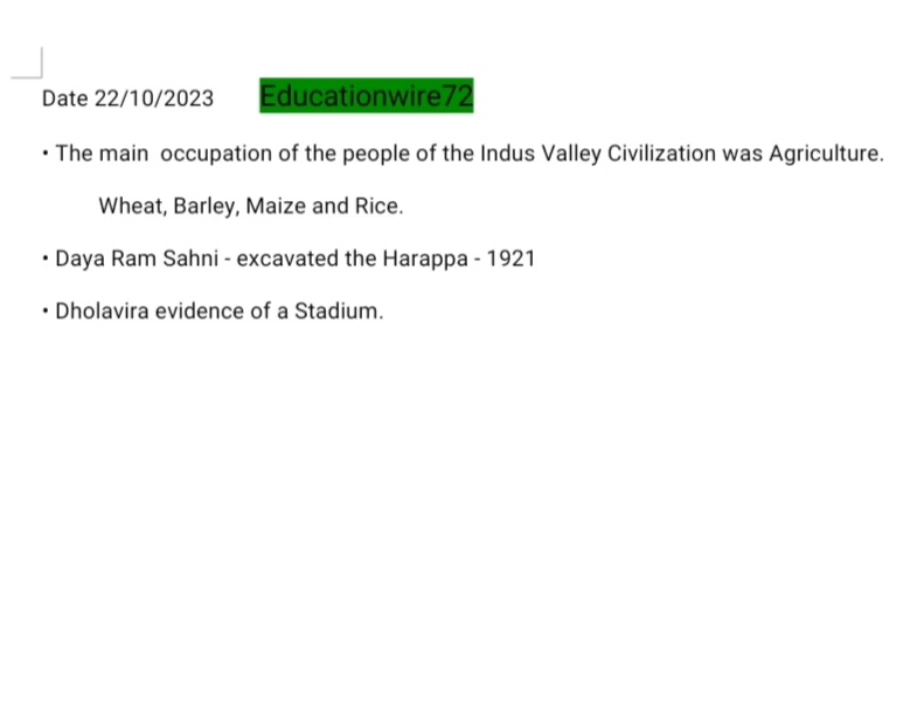 Date 22/10/2023 Educationwire72
• The main  occupation of the people of the Indus Valley Civilization was Agriculture.
Wheat, Barley, Maize and Rice.
• Daya Ram Sahni - excavated the Harappa - 1921
• Dholavira evidence of a Stadium.